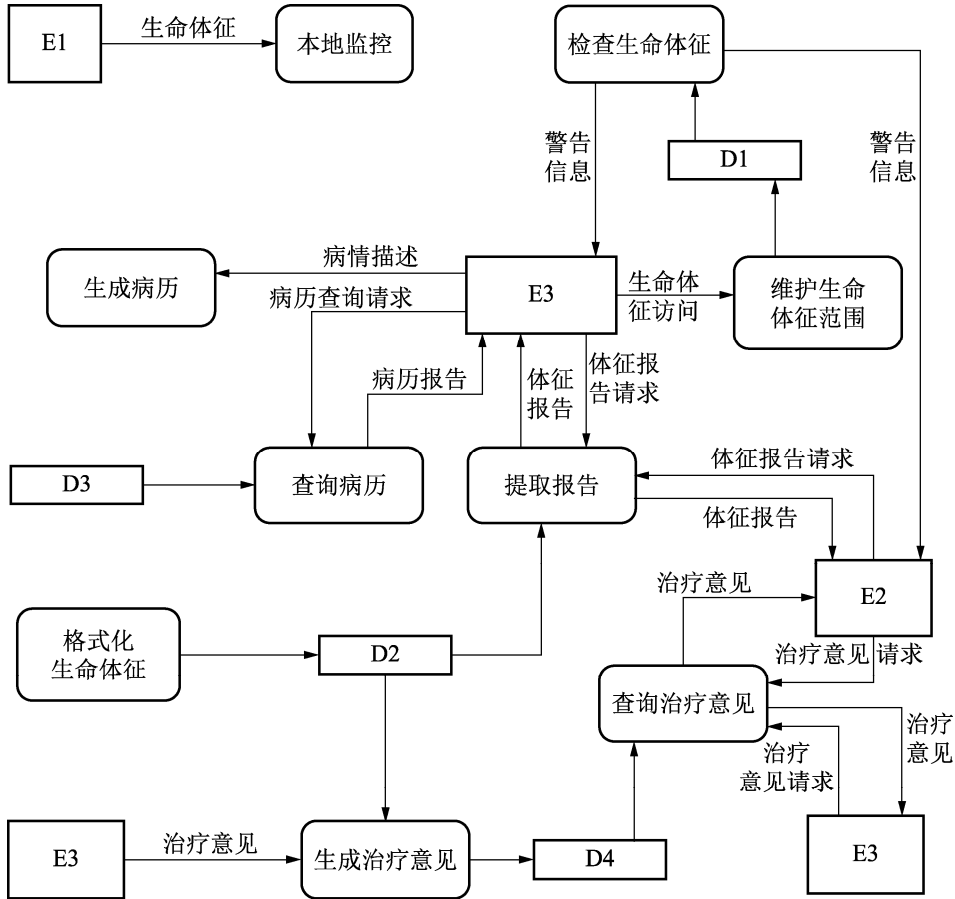 E1
生命体征
本地监控
检查生命体征
警告
信息
D1
警告
信息
生成病历
病情描述
病历查询请求
E3
生命体
征访问
维护生命
体征范围
病历报告
体征
报告
体征报
告请求
D3
查询病历
提取报告
体征报告请求
体征报告
格式化
生命体征
D2
治疗意见
E2
治疗意见请求
查询治疗意见
治疗
意见
治疗
意见请求
E3
治疗意见
生成治疗意见
D4
E3